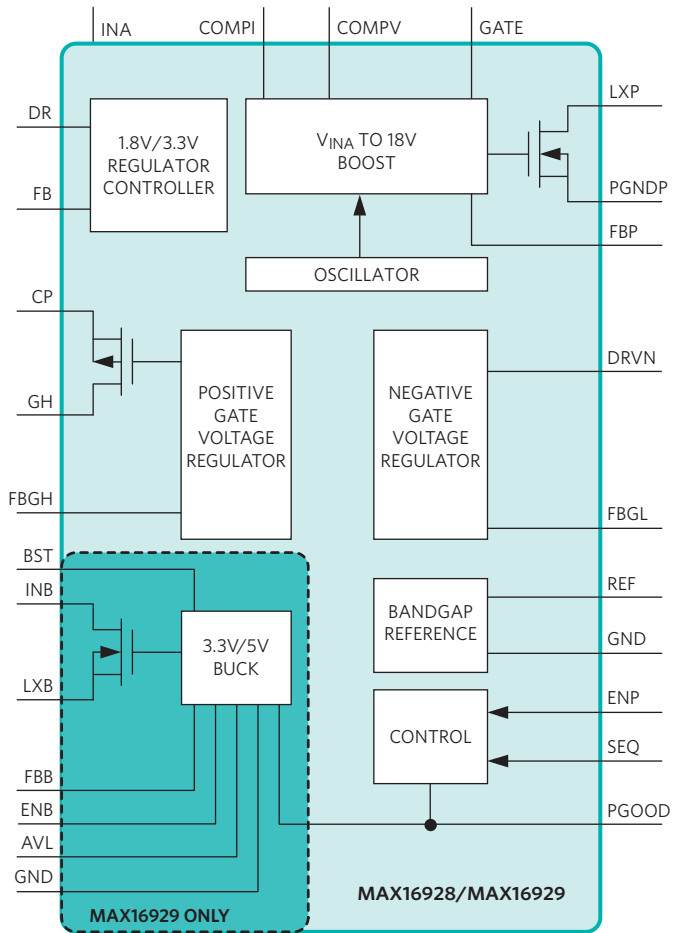 INA
COMPI
COMPV
GATE
LXP
DR
1.8V/3.3V
REGULATOR
CONTROLLER
VINA TO 18V
BOOST
PGNDP
FB
FBP
OSCILLATOR
CP
DRVN
POSITIVE
GATE
VOLTAGE
REGULATOR
NEGATIVE
GATE
VOLTAGE
REGULATOR
GH
FBGH
FBGL
BST
INB
REF
BANDGAP
REFERENCE
3.3V/5V
BUCK
GND
LXB
ENP
CONTROL
SEQ
FBB
ENB
PGOOD
AVL
GND
MAX16929 ONLY
MAX16928/MAX16929